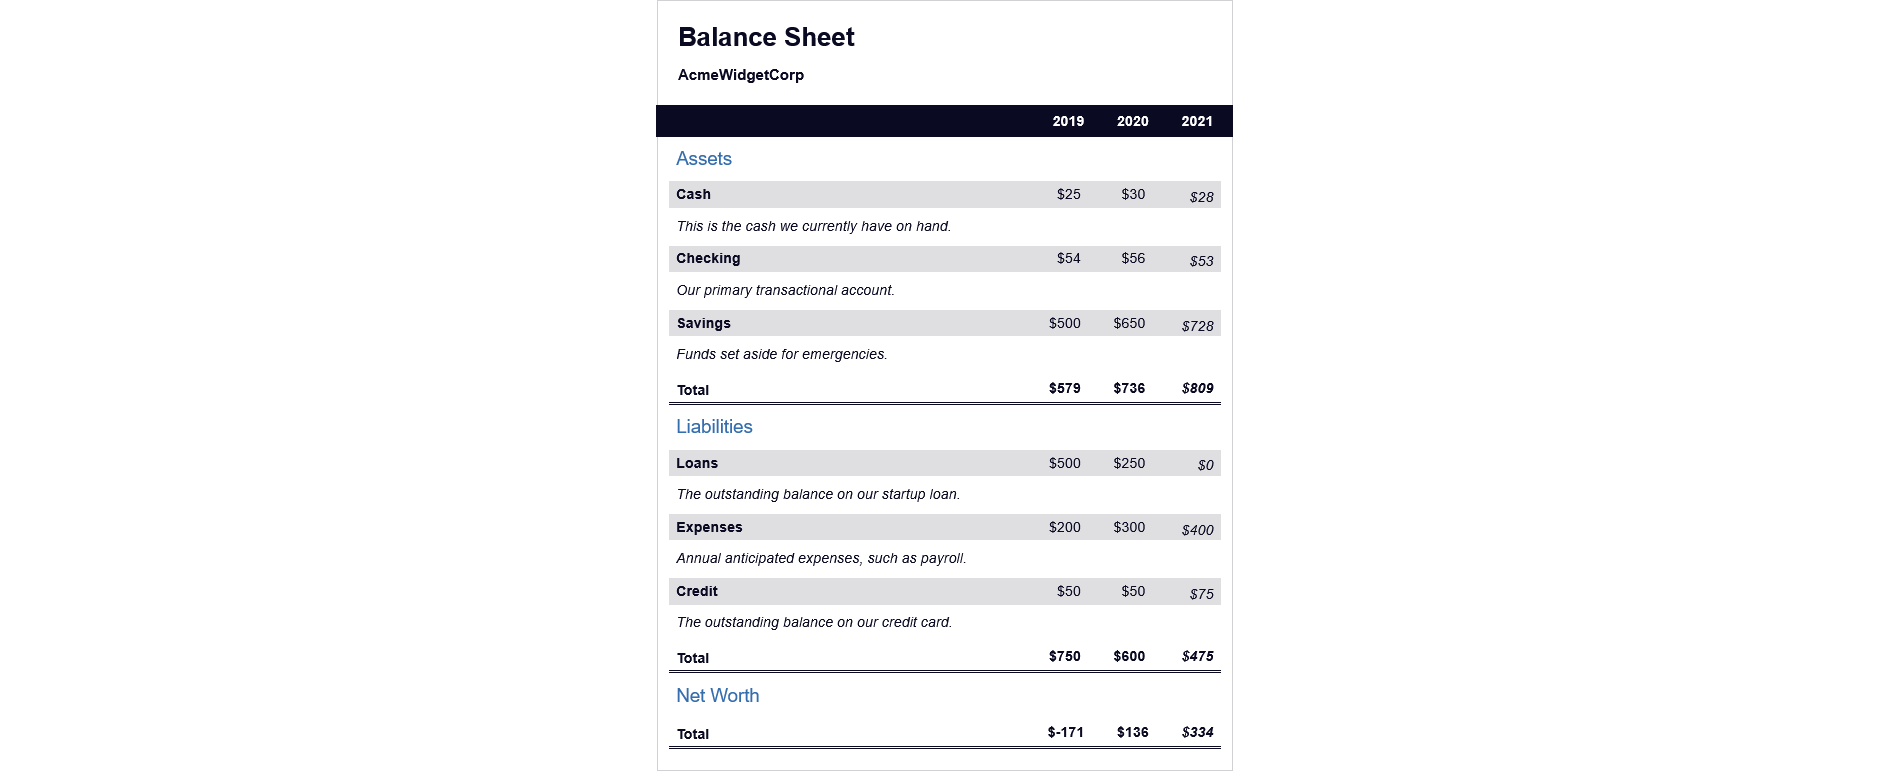 Balance Sheet
AcmeWidgetCorp
2019 2020 2021
Assets
Cash $25 $30 $28
This is the cash we currently have on hand.
Checking $54 $56 $53
Our primary transactional account.
Savings $500 $650 $728
Funds set aside for emergencies.
Total $579 $736 $809
Liabilities
Loans $500 $250 $0
The outstanding balance on our startup loan.
Expenses $200 $300 $400
Annual anticipated expenses, such as payroll.
Credit $50 $50 $75
The outstanding balance on our credit card.
Total $750 $600 $475
Net Worth
Total $-171 $136 $334